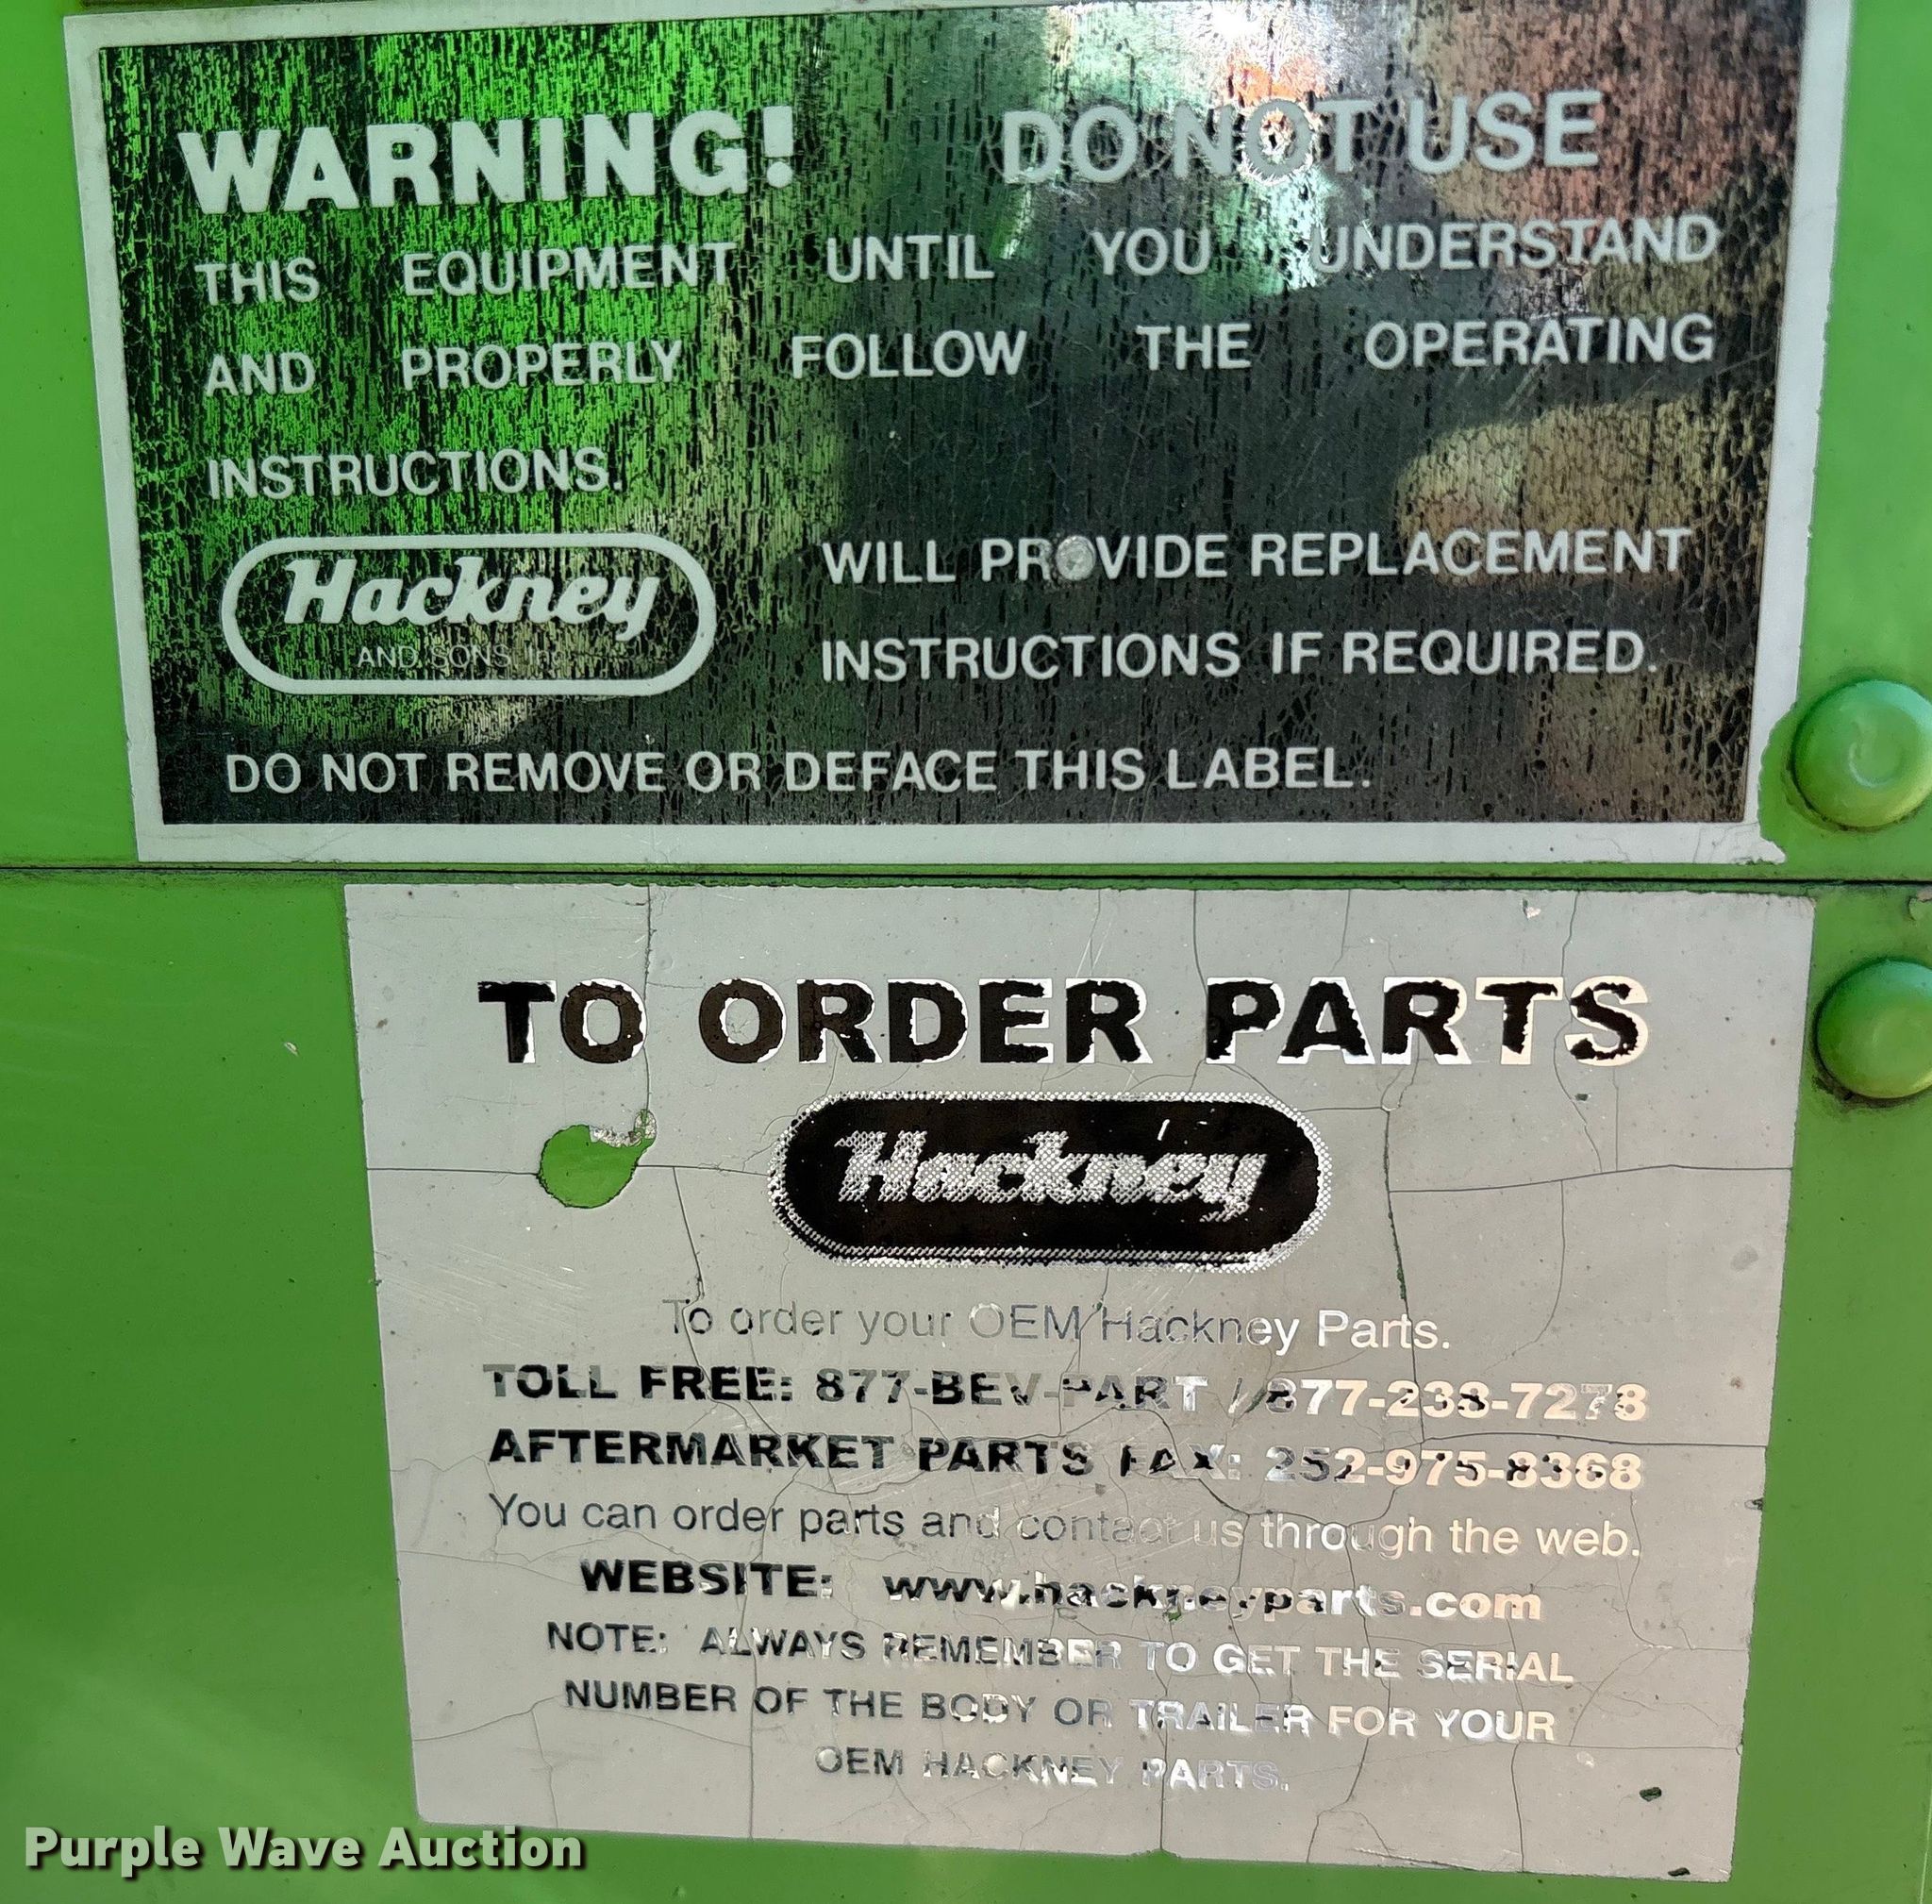 WARNING! DO NOT USE
THIS EQUIPMENT UNTIL YOU UNDERSTAND
AND PROPERLY FOLLOW THE OPERATING
INSTRUCTIONS.
Hackney
AND SONS INC.
WILL PROVIDE REPLACEMENT
INSTRUCTIONS IF REQUIRED.
DO NOT REMOVE OR DEFACE THIS LABEL.
TO ORDER PARTS
Hackney
To order your OEM Hackney Parts.
TOLL FREE: 877-BEV-PART / 877-238-7278
AFTERMARKET PARTS FAX: 252-975-8368
You can order parts and contact us through the web.
WEBSITE: www.hackneyparts.com
NOTE: ALWAYS REMEMBER TO GET THE SERIAL
NUMBER OF THE BODY OR TRAILER FOR YOUR
OEM HACKNEY PARTS.
Purple Wave Auction